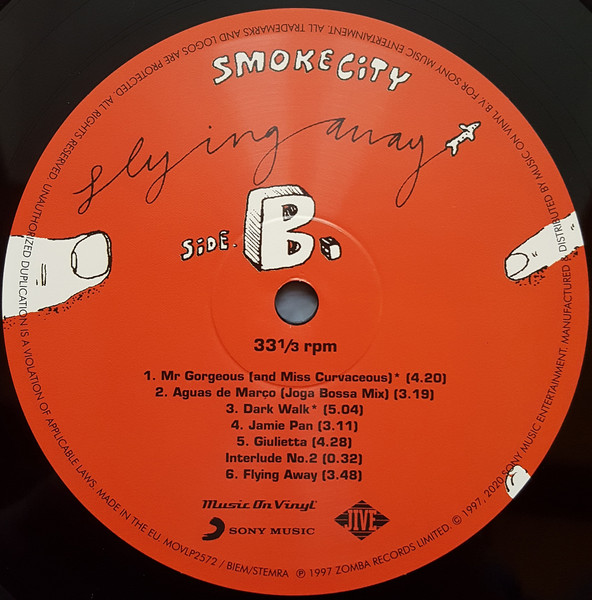 SMOKE CITY
flying away
SIDE. B.
33 1/3 rpm
1. Mr Gorgeous (and Miss Curvaceous)* (4.20)
2. Aguas de Março (Joga Bossa Mix) (3.19)
3. Dark Walk* (5.04)
4. Jamie Pan (3.11)
5. Giulietta (4.28)
Interlude No.2 (0.32)
6. Flying Away (3.48)
Music On Vinyl
SONY MUSIC
JIVE
MADE IN THE EU. MOVLP2572 / BIEM/STEMRA ℗ 1997 ZOMBA RECORDS LIMITED. © 1997, 2020 SONY MUSIC ENTERTAINMENT. MANUFACTURED & DISTRIBUTED BY MUSIC ON VINYL B.V. FOR SONY MUSIC ENTERTAINMENT. ALL TRADEMARKS AND LOGOS ARE PROTECTED. ALL RIGHTS RESERVED. UNAUTHORIZED DUPLICATION IS A VIOLATION OF APPLICABLE LAWS.